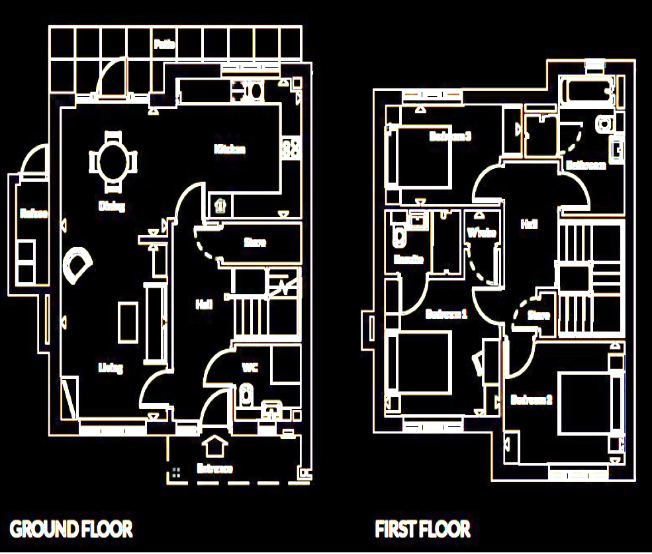 Patio
Kitchen
Dining
Refuse
Store
Hall
Living
WC
Entrance
GROUND FLOOR
Bedroom 3
Bathroom
Hall
W'robe
Ensuite
Bedroom 1
Store
Bedroom 2
FIRST FLOOR